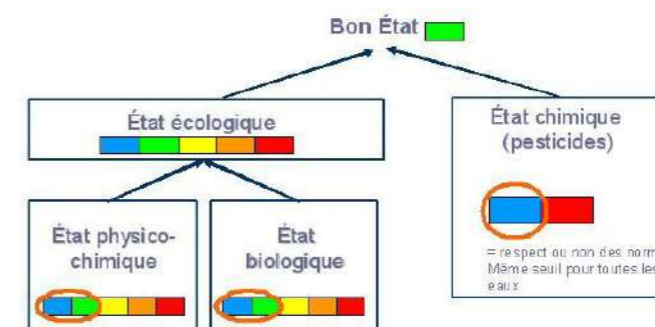 Bon État
État écologique
État chimique
(pesticides)
État physico-
chimique
État
biologique
= respect ou non des norm
Même seuil pour toutes les
eaux